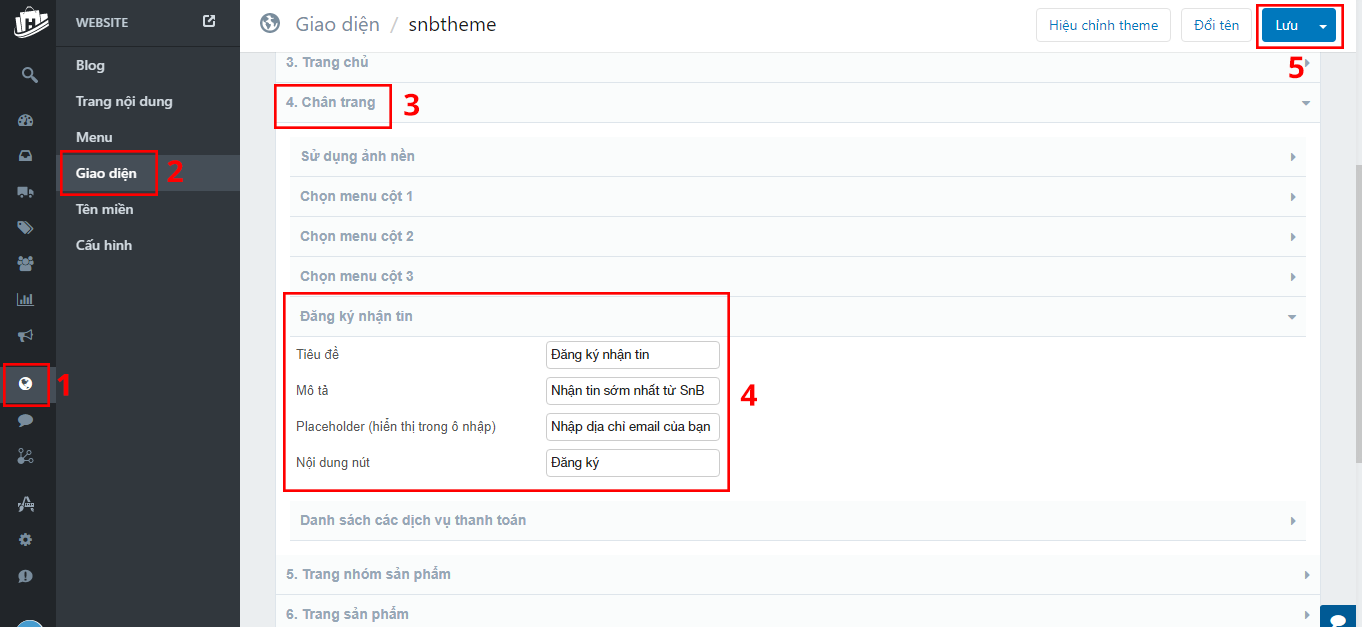 WEBSITE
Blog
Trang nội dung
Menu
Giao diện
2
Tên miền
Cấu hình
1
Giao diện / snbtheme
Hiệu chỉnh theme
Đổi tên
Lưu
5
3. Trang chủ
4. Chân trang
3
Sử dụng ảnh nền
Chọn menu cột 1
Chọn menu cột 2
Chọn menu cột 3
Đăng ký nhận tin
Tiêu đề Đăng ký nhận tin
Mô tả Nhận tin sớm nhất từ SnB
4
Placeholder (hiển thị trong ô nhập) Nhập địa chỉ email của bạn
Nội dung nút Đăng ký
Danh sách các dịch vụ thanh toán
5. Trang nhóm sản phẩm
6. Trang sản phẩm